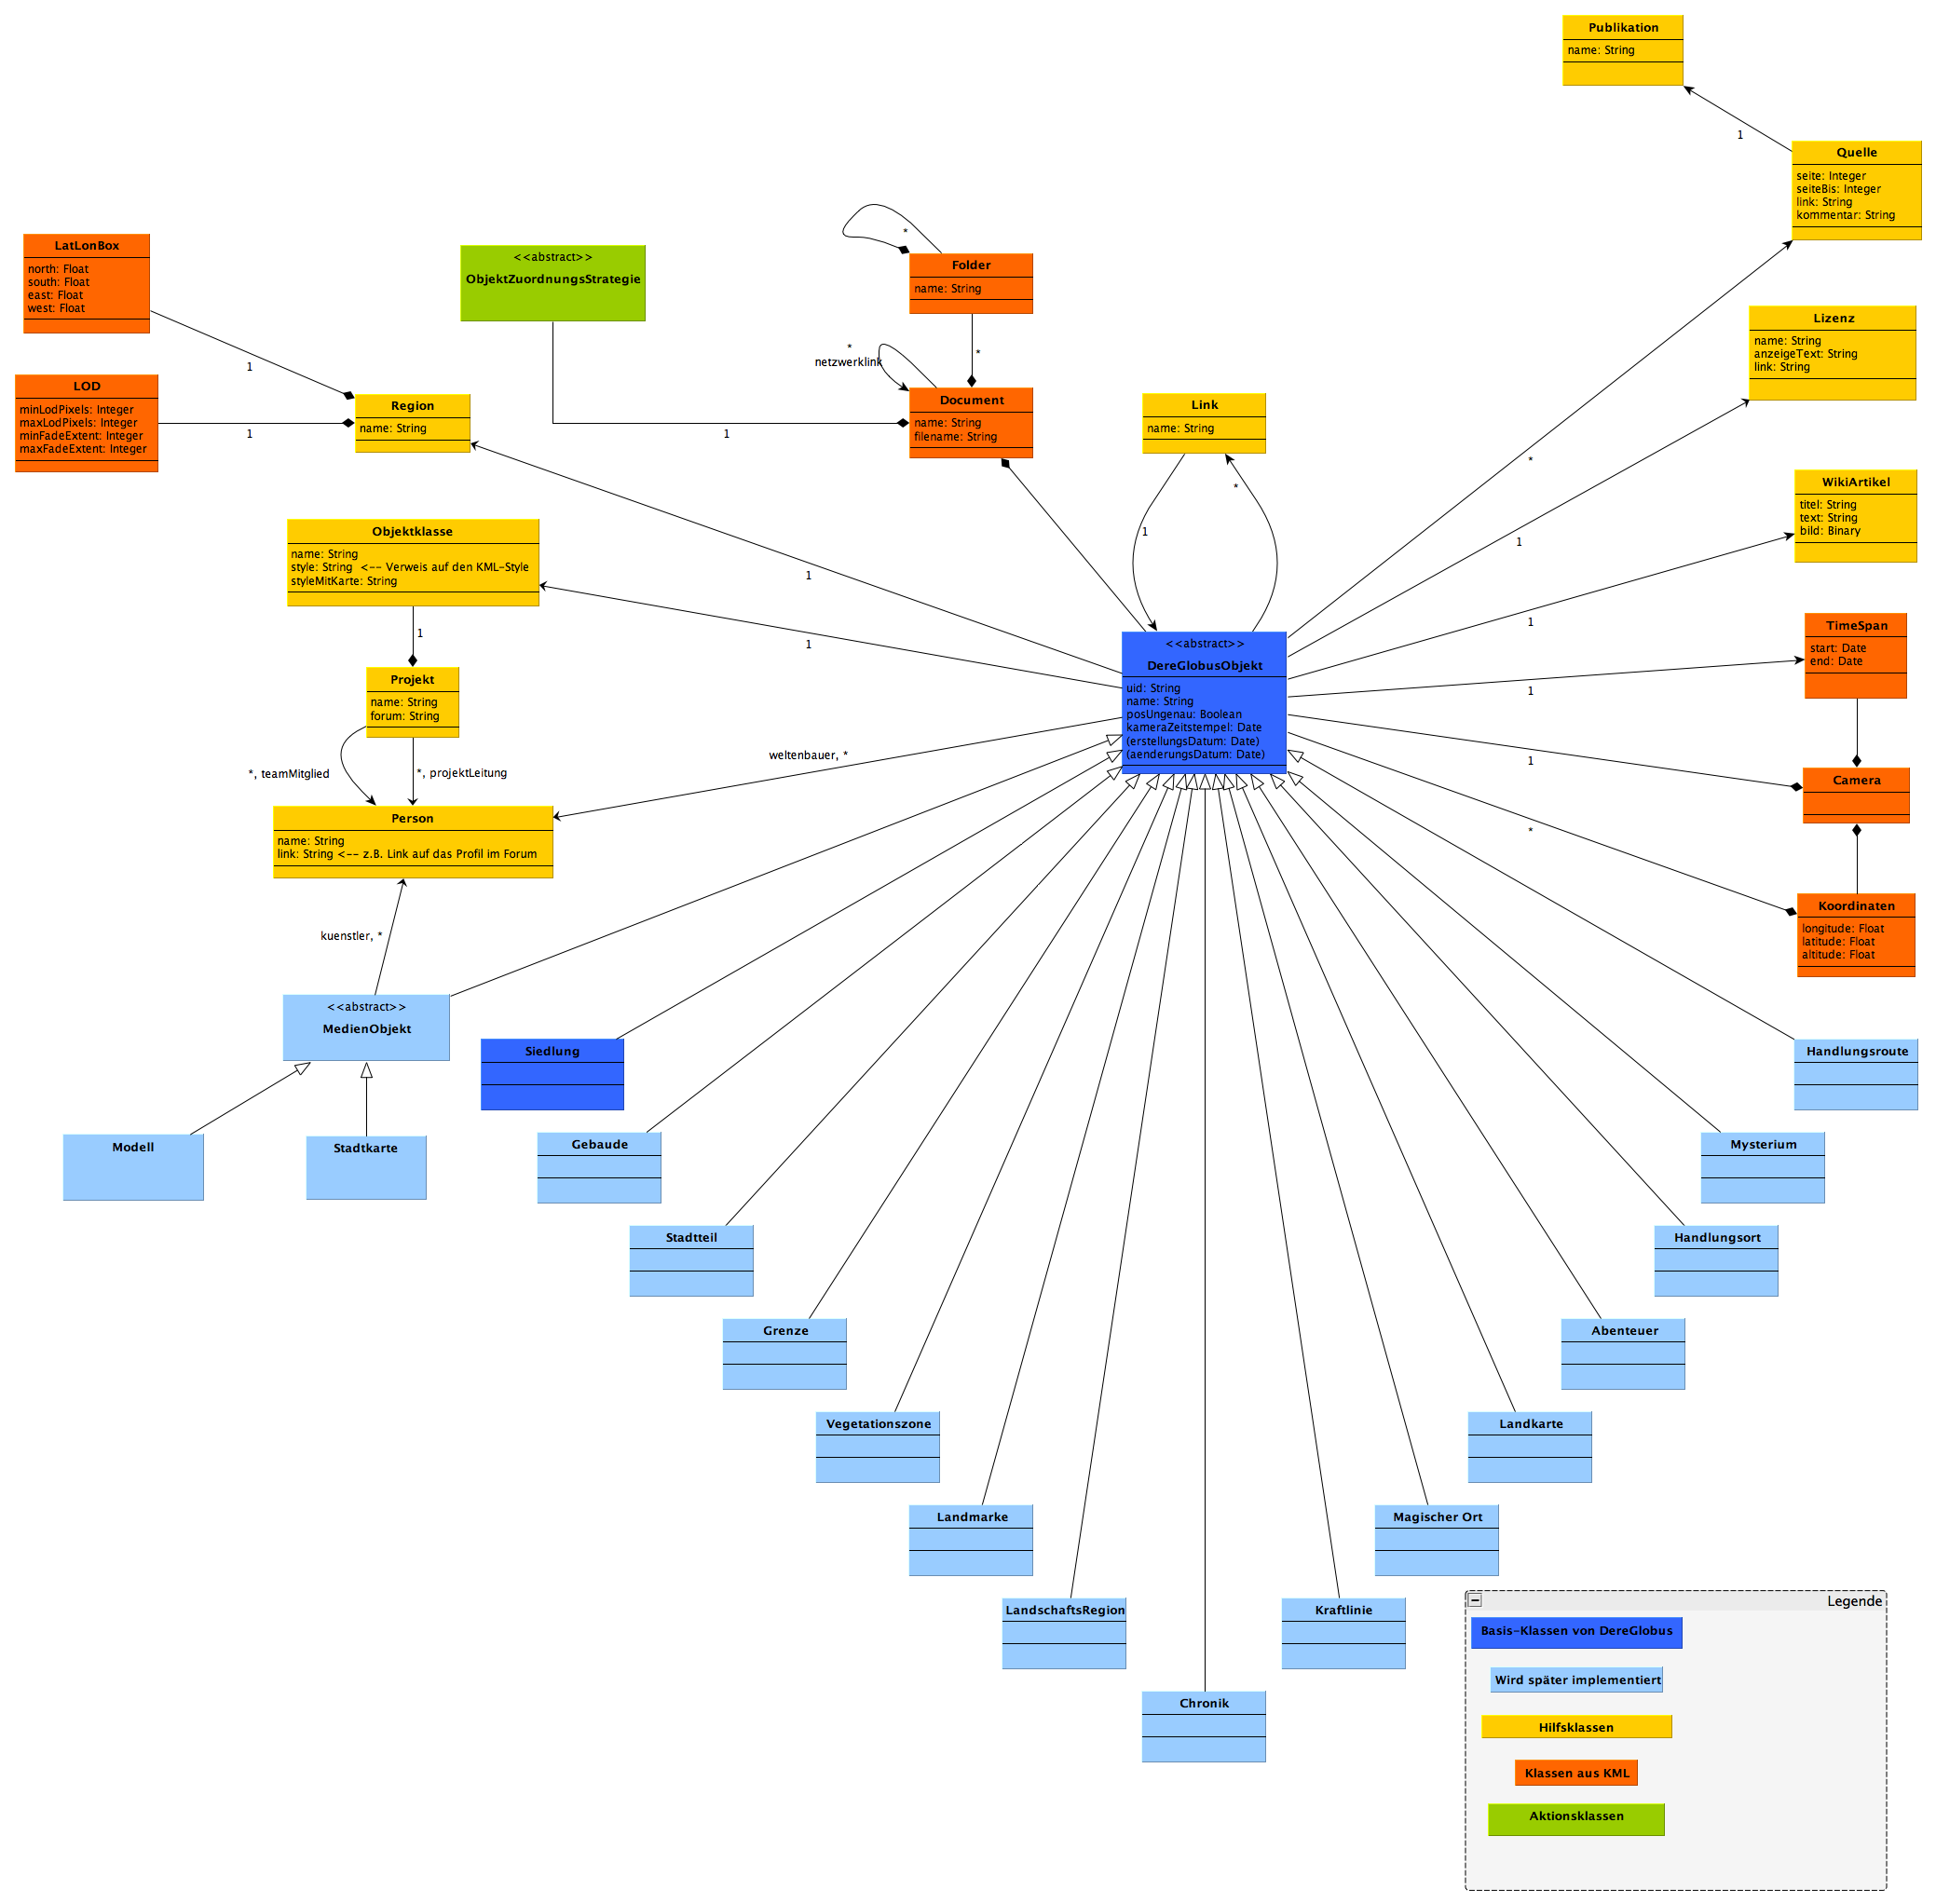 Publikation
name: String
1
Quelle
seite: Integer
seiteBis: Integer
link: String
kommentar: String
LatLonBox
north: Float
south: Float
east: Float
west: Float
1
<<abstract>>
ObjektZuordnungsStrategie
*
Folder
name: String
*
*
netzwerklink
LOD
minLodPixels: Integer
maxLodPixels: Integer
minFadeExtent: Integer
maxFadeExtent: Integer
1
Region
name: String
1
Document
name: String
filename: String
Link
name: String
1
*
*
Lizenz
name: String
anzeigeText: String
link: String
1
WikiArtikel
titel: String
text: String
bild: Binary
1
Objektklasse
name: String
style: String  <-- Verweis auf den KML-Style
styleMitKarte: String
1
1
1
Projekt
name: String
forum: String
*, teamMitglied
*, projektLeitung
weltenbauer, *
<<abstract>>
DereGlobusObjekt
uid: String
name: String
posUngenau: Boolean
kameraZeitstempel: Date
(erstellungsDatum: Date)
(aenderungsDatum: Date)
TimeSpan
start: Date
end: Date
1
1
Camera
*
Koordinaten
longitude: Float
latitude: Float
altitude: Float
Person
name: String
link: String <-- z.B. Link auf das Profil im Forum
kuenstler, *
<<abstract>>
MedienObjekt
Modell
Stadtkarte
Siedlung
Gebaude
Stadtteil
Grenze
Vegetationszone
Landmarke
LandschaftsRegion
Chronik
Kraftlinie
Magischer Ort
Landkarte
Abenteuer
Handlungsort
Mysterium
Handlungsroute
Legende
Basis-Klassen von DereGlobus
Wird später implementiert
Hilfsklassen
Klassen aus KML
Aktionsklassen